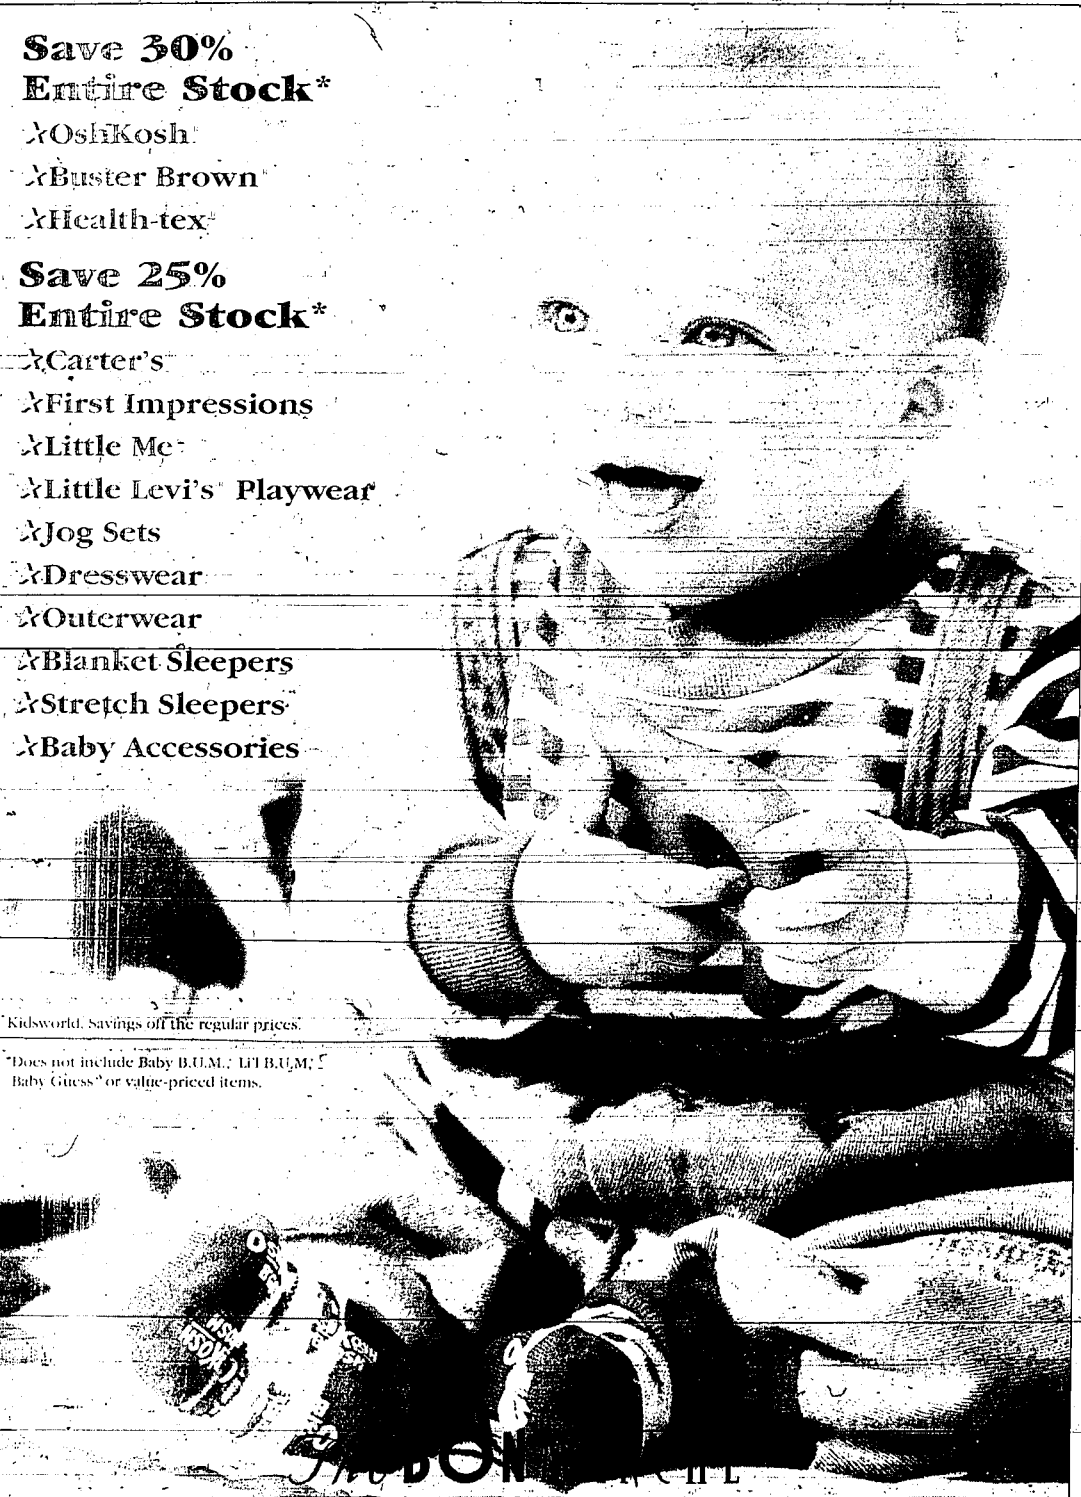 Save 30%
Entire Stock*
OshKosh
Buster Brown
Health-tex
Save 25%
Entire Stock*
Carter's
First Impressions
Little Me
Little Levi's Playwear
Jog Sets
Dresswear
Outerwear
Blanket Sleepers
Stretch Sleepers
Baby Accessories
Kidsworld. Savings off the regular prices.
*Does not include Baby B.U.M., Li'l B.U.M.,
Baby Guess or value-priced items.
The BON